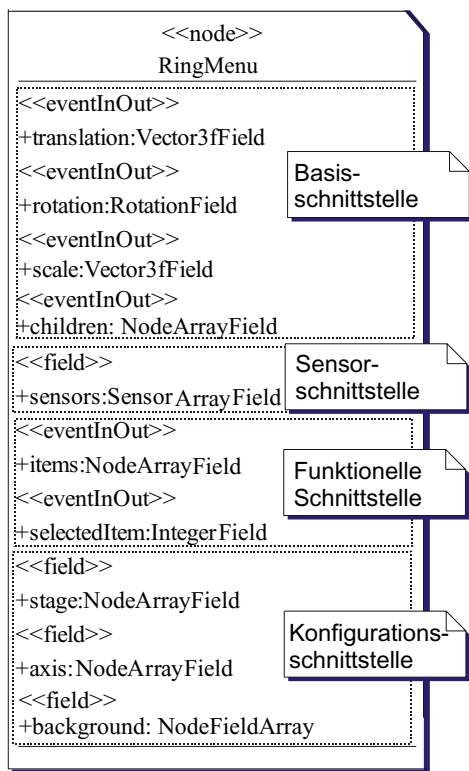 <<node>>
RingMenu
<<eventInOut>>
+translation:Vector3fField
<<eventInOut>>
+rotation:RotationField
<<eventInOut>>
+scale:Vector3fField
<<eventInOut>>
+children: NodeArrayField
Basis-
schnittstelle
<<field>>
+sensors:Sensor ArrayField
Sensor-
schnittstelle
<<eventInOut>>
+items:NodeArrayField
<<eventInOut>>
+selectedItem:IntegerField
Funktionelle
Schnittstelle
<<field>>
+stage:NodeArrayField
<<field>>
+axis:NodeArrayField
<<field>>
+background: NodeFieldArray
Konfigurations-
schnittstelle